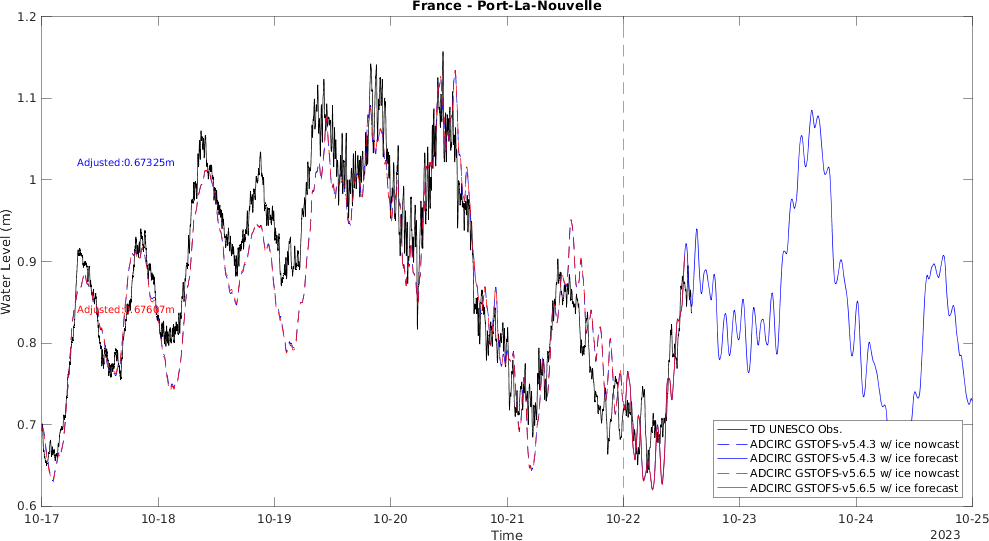 France - Port-La-Nouvelle
1.2
1.1
1
0.9
0.8
0.7
0.6
Water Level (m)
Adjusted:0.67325m
Adjusted:0.67607m
10-17
10-18
10-19
10-20
10-21
10-22
10-23
10-24
10-25
Time
2023
TD UNESCO Obs.
ADCIRC GSTOFS-v5.4.3 w/ ice nowcast
ADCIRC GSTOFS-v5.4.3 w/ ice forecast
ADCIRC GSTOFS-v5.6.5 w/ ice nowcast
ADCIRC GSTOFS-v5.6.5 w/ ice forecast